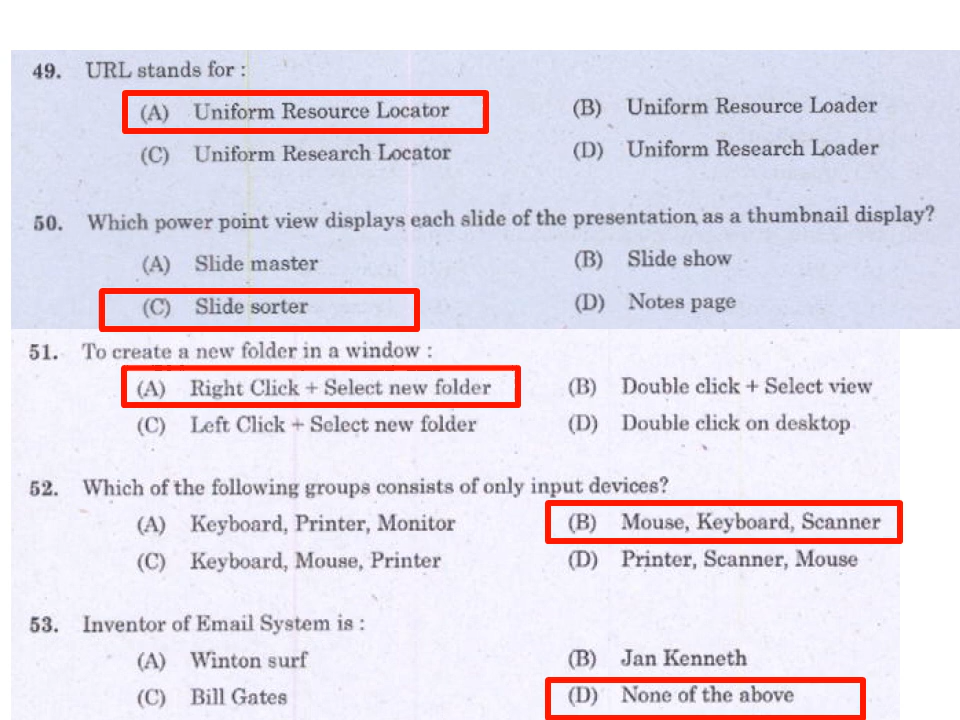 49. URL stands for :
(A) Uniform Resource Locator (B) Uniform Resource Loader
(C) Uniform Research Locator (D) Uniform Research Loader
50. Which power point view displays each slide of the presentation as a thumbnail display?
(A) Slide master (B) Slide show
(C) Slide sorter (D) Notes page
51. To create a new folder in a window :
(A) Right Click + Select new folder (B) Double click + Select view
(C) Left Click + Select new folder (D) Double click on desktop
52. Which of the following groups consists of only input devices?
(A) Keyboard, Printer, Monitor (B) Mouse, Keyboard, Scanner
(C) Keyboard, Mouse, Printer (D) Printer, Scanner, Mouse
53. Inventor of Email System is :
(A) Winton surf (B) Jan Kenneth
(C) Bill Gates (D) None of the above